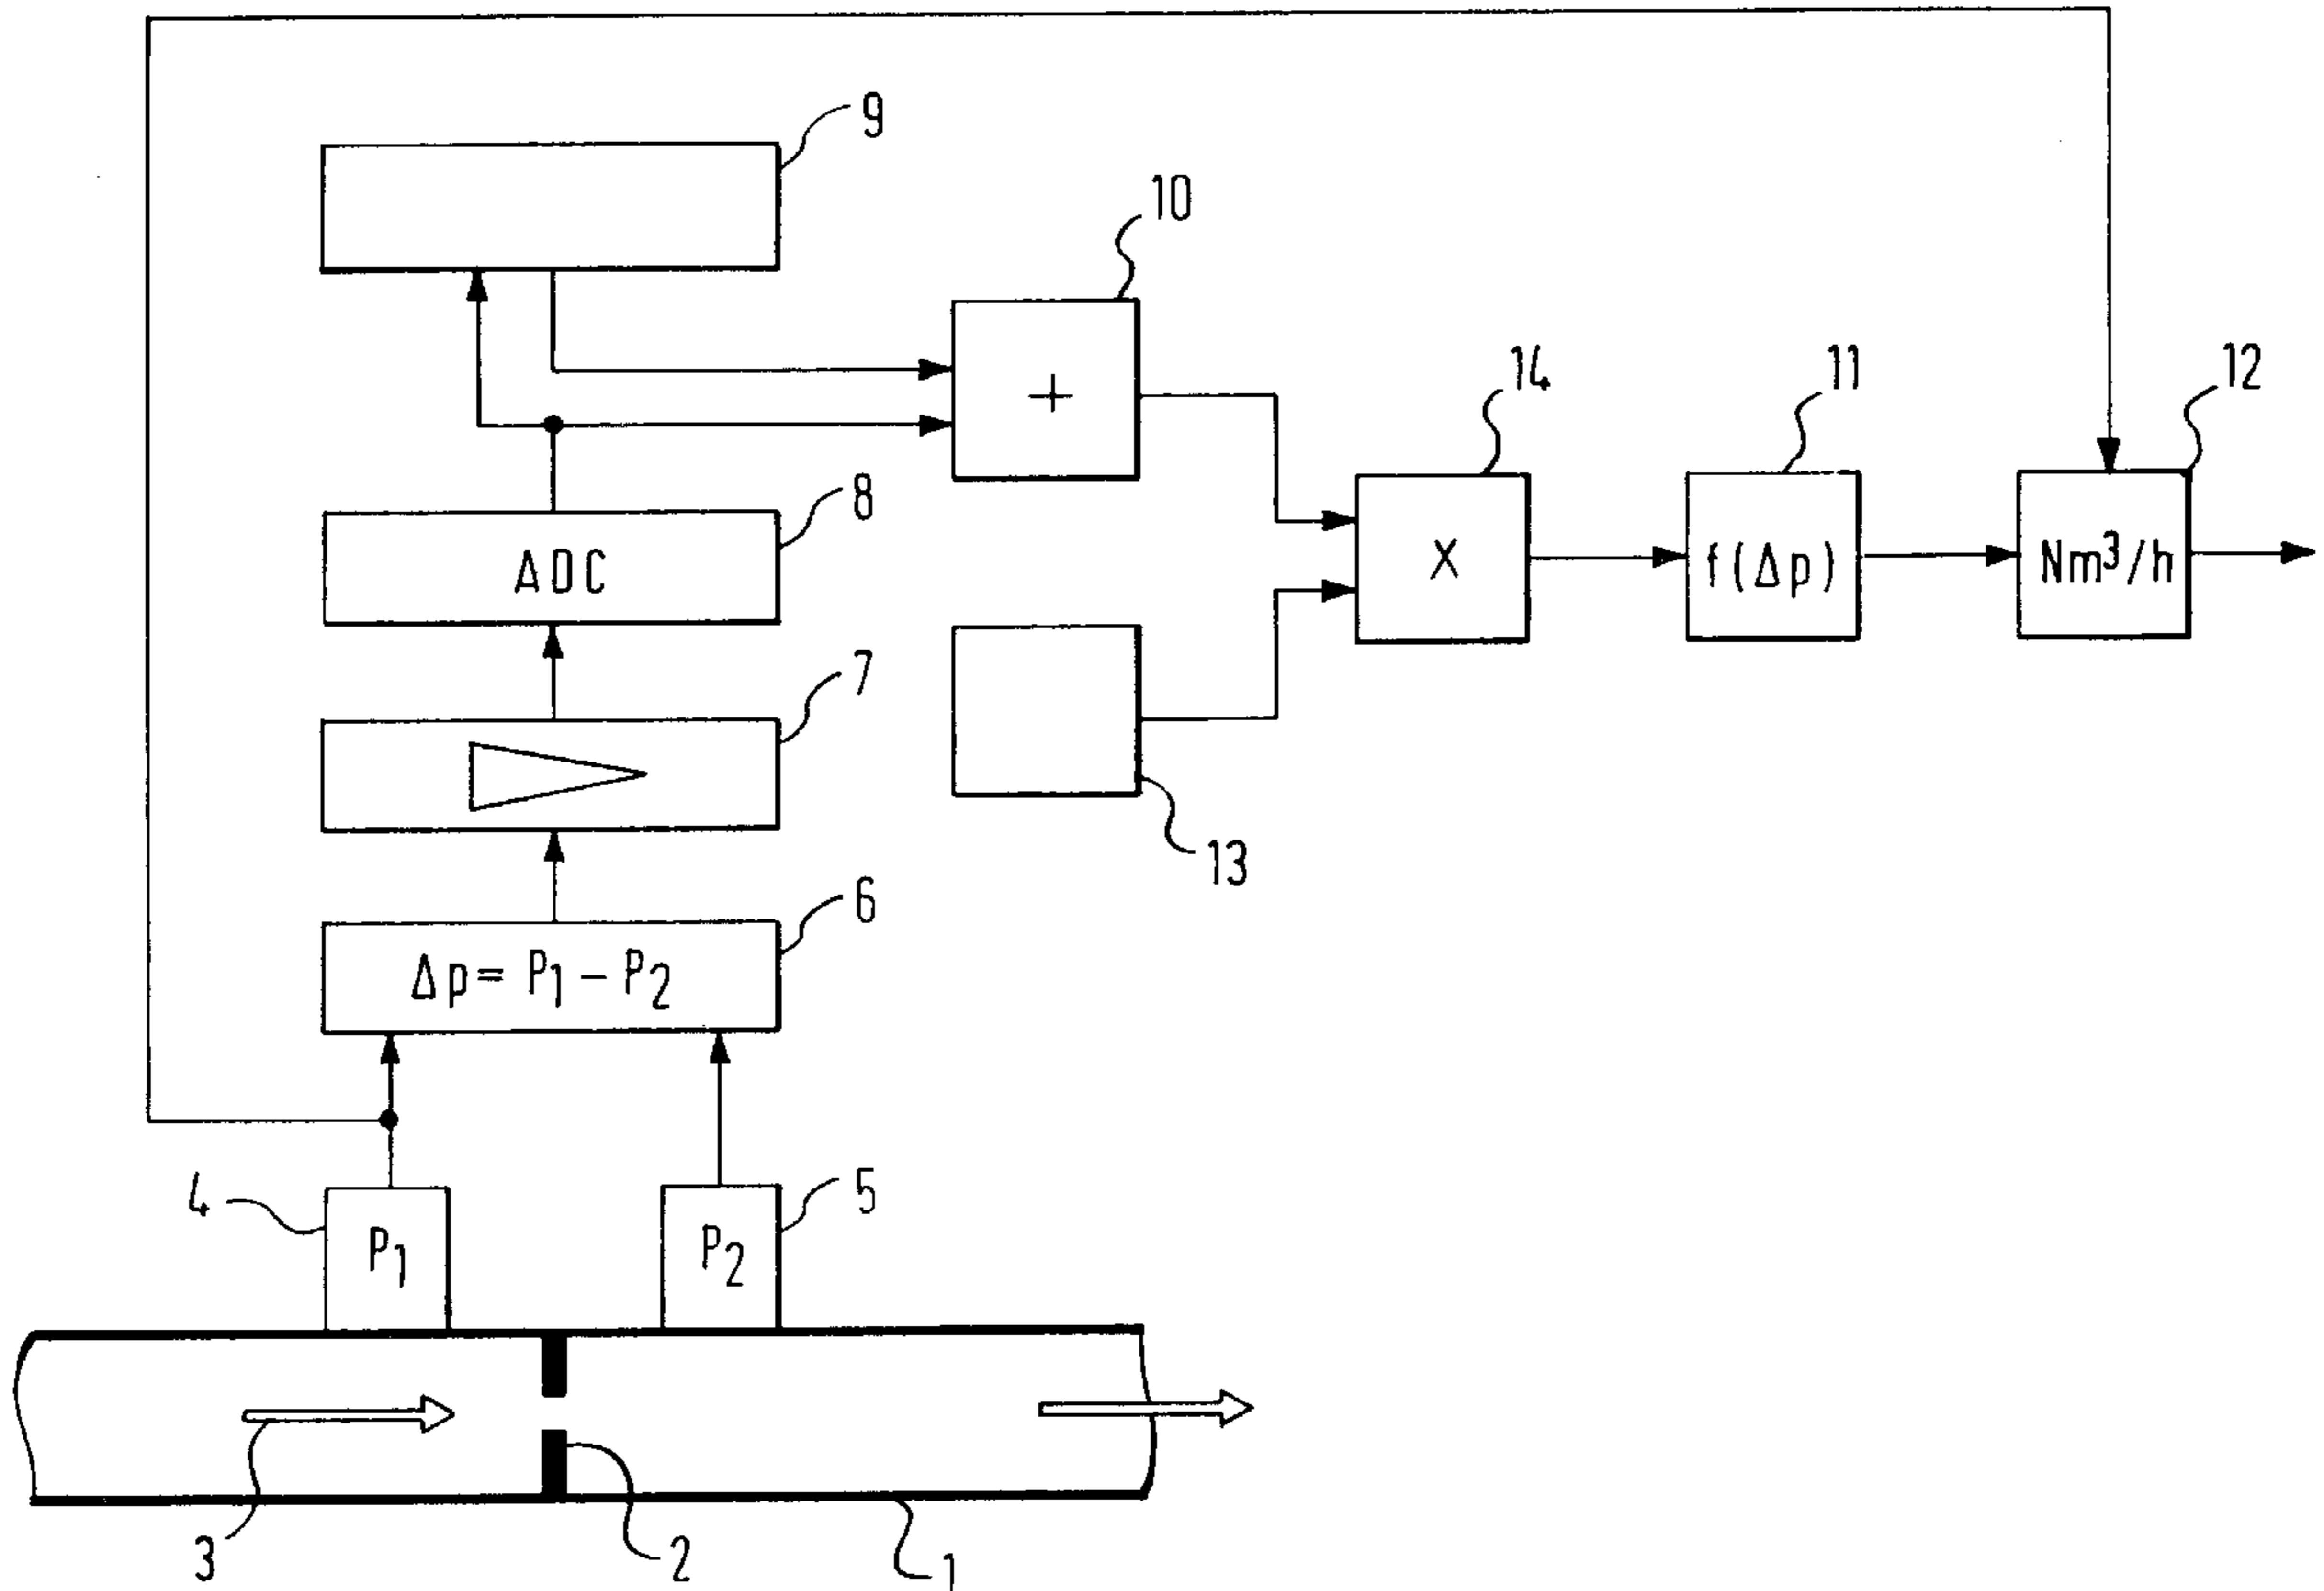 9
10
+
14
11
12
8
ADC
X
f(Δp)
Nm³/h
7
13
6
Δp = P₁ − P₂
4
5
P₁
P₂
3
2
1